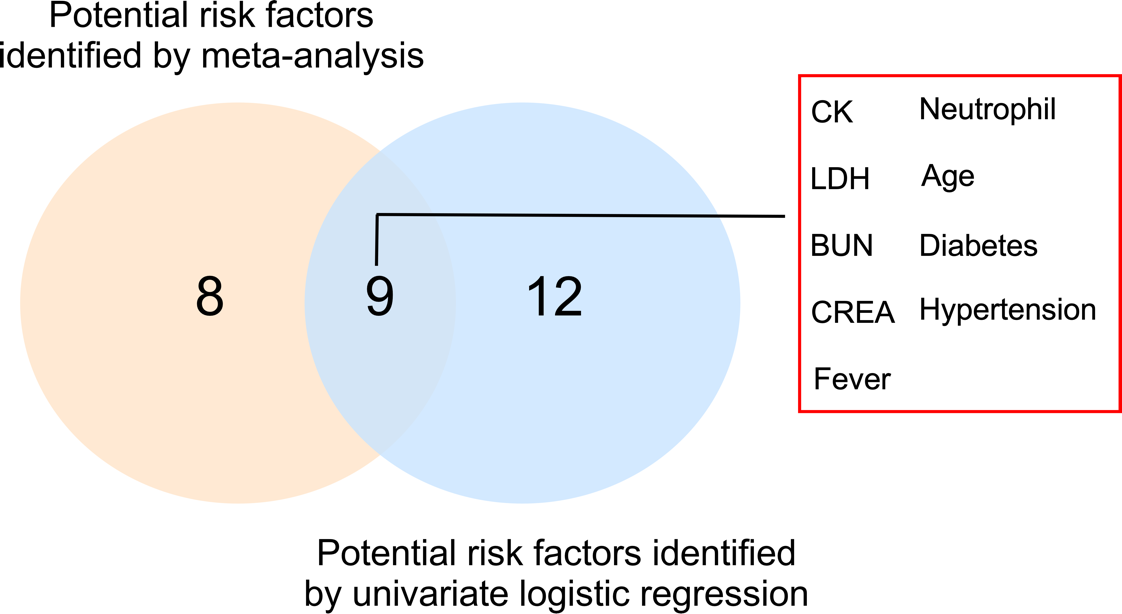 Potential risk factors
identified by meta-analysis
8
9
12
CK Neutrophil
LDH Age
BUN Diabetes
CREA Hypertension
Fever
Potential risk factors identified
by univariate logistic regression